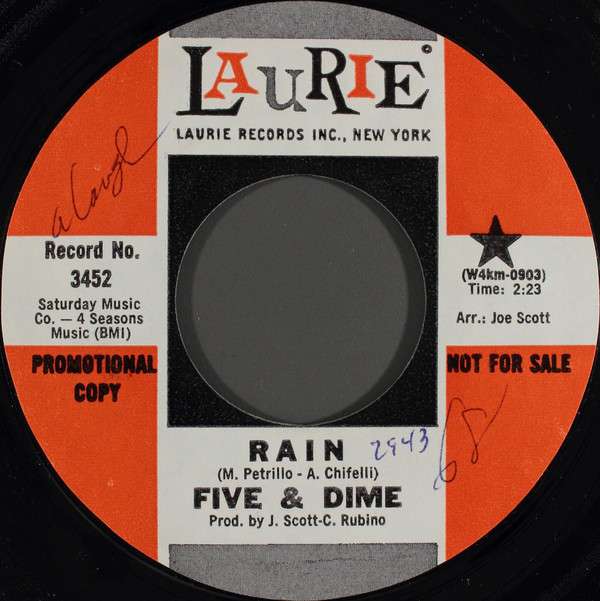 LAURIE
LAURIE RECORDS INC., NEW YORK
a laugh
Record No.
3452
Saturday Music
Co. — 4 Seasons
Music (BMI)
PROMOTIONAL
COPY
(W4km-0903)
Time: 2:23
Arr.: Joe Scott
NOT FOR SALE
RAIN
2943
68
(M. Petrillo - A. Chifelli)
FIVE & DIME
Prod. by J. Scott-C. Rubino